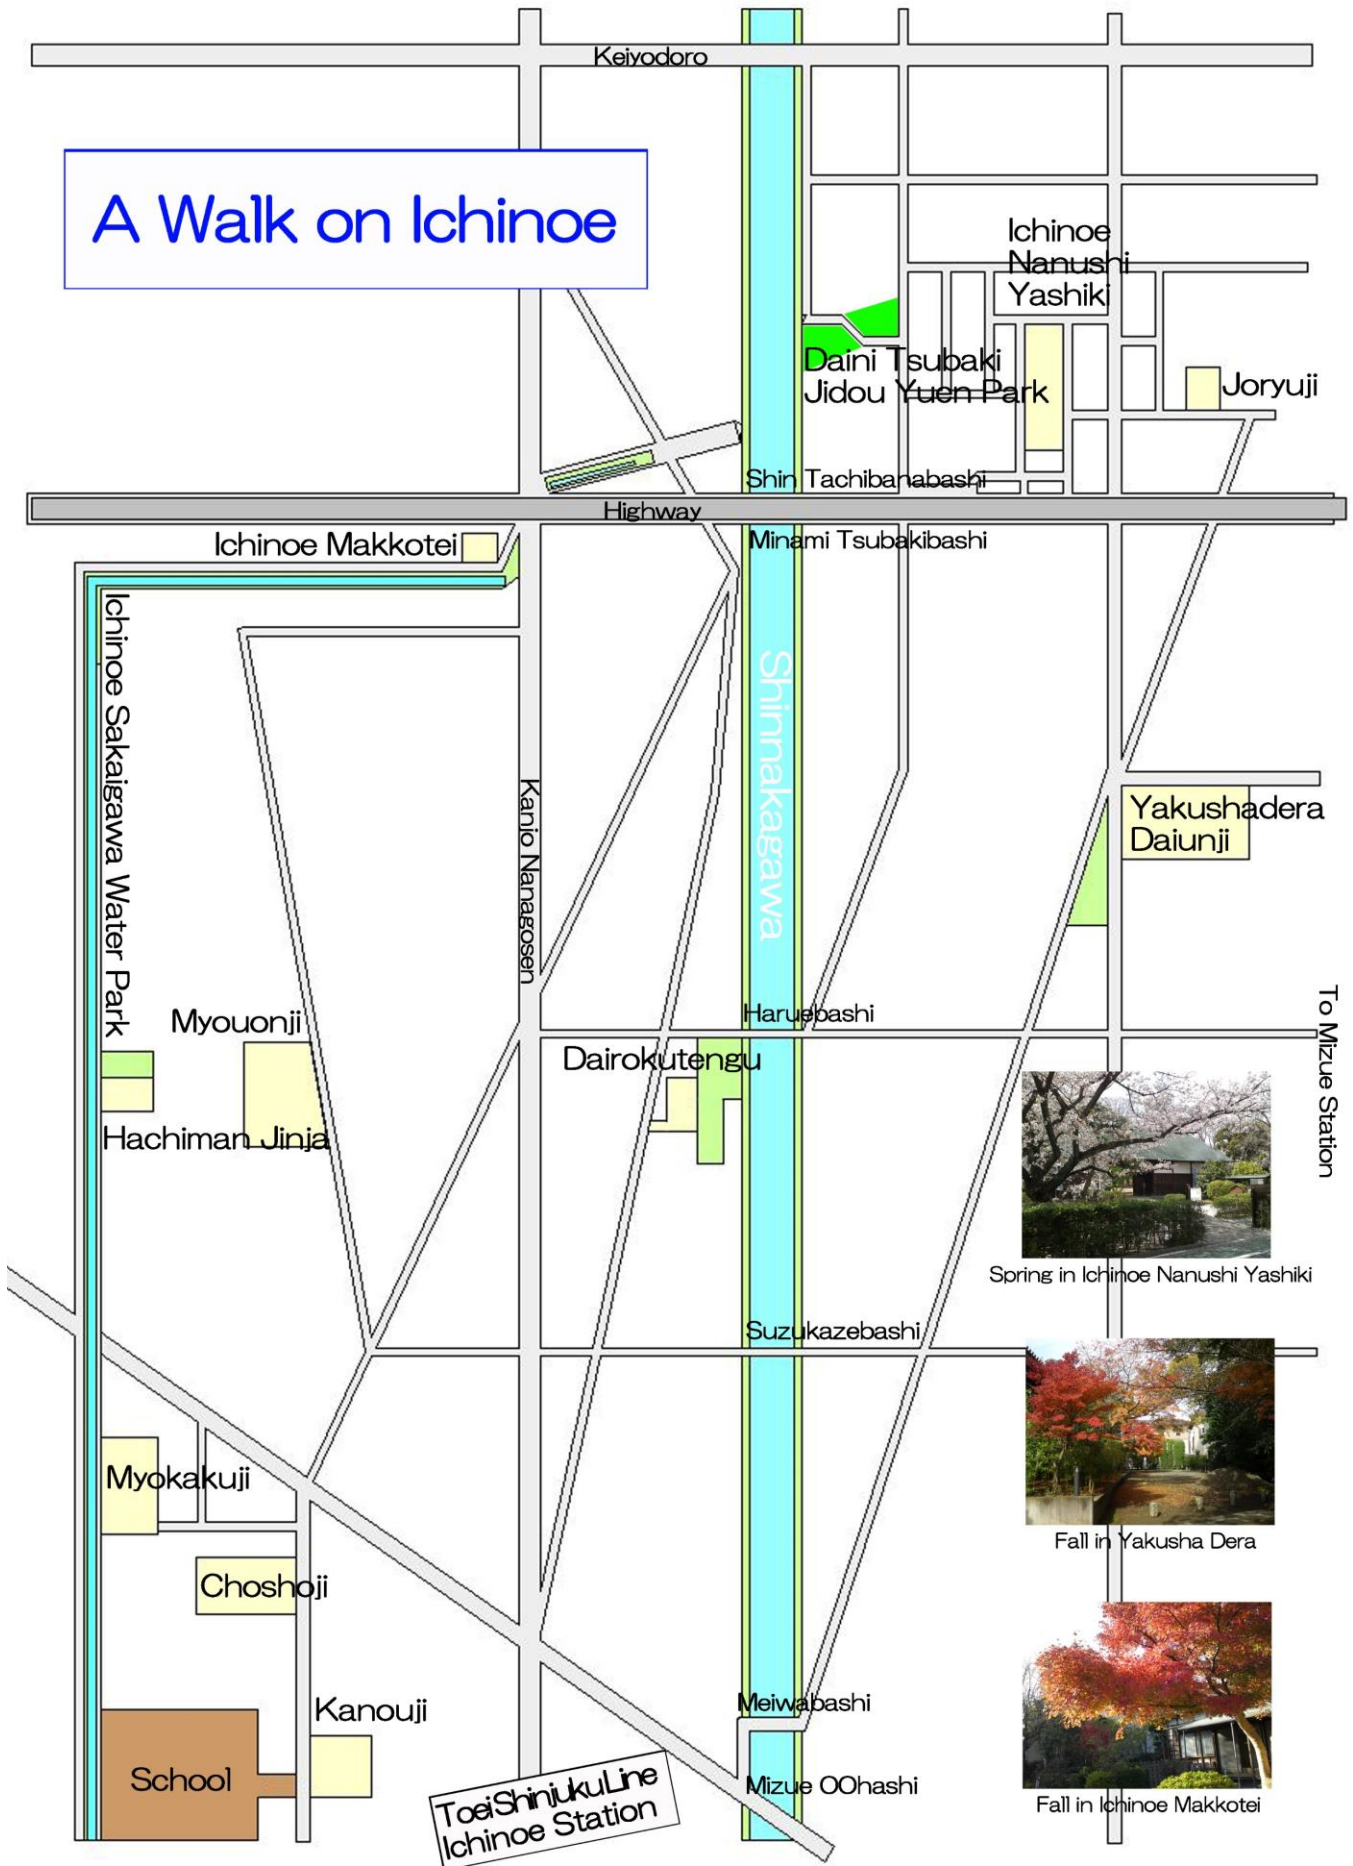 Keiyodoro
A Walk on Ichinoe
Ichinoe
Nanushi
Yashiki
Daini Tsubaki
Jidou Yuen Park
Joryuji
Shin Tachibanabashi
Highway
Ichinoe Makkotei
Minami Tsubakibashi
Ichinoe Sakaigawa Water Park
Shinnakagawa
Kanjo Nanagosen
Yakushadera
Daiunji
To Mizue Station
Myouonji
Haruebashi
Dairokutengu
Hachiman Jinja
Spring in Ichinoe Nanushi Yashiki
Suzukazebashi
Myokakuji
Fall in Yakusha Dera
Choshoji
Meiwabashi
Kanouji
School
ToeiShinjukuLine
Ichinoe Station
Mizue OOhashi
Fall in Ichinoe Makkotei